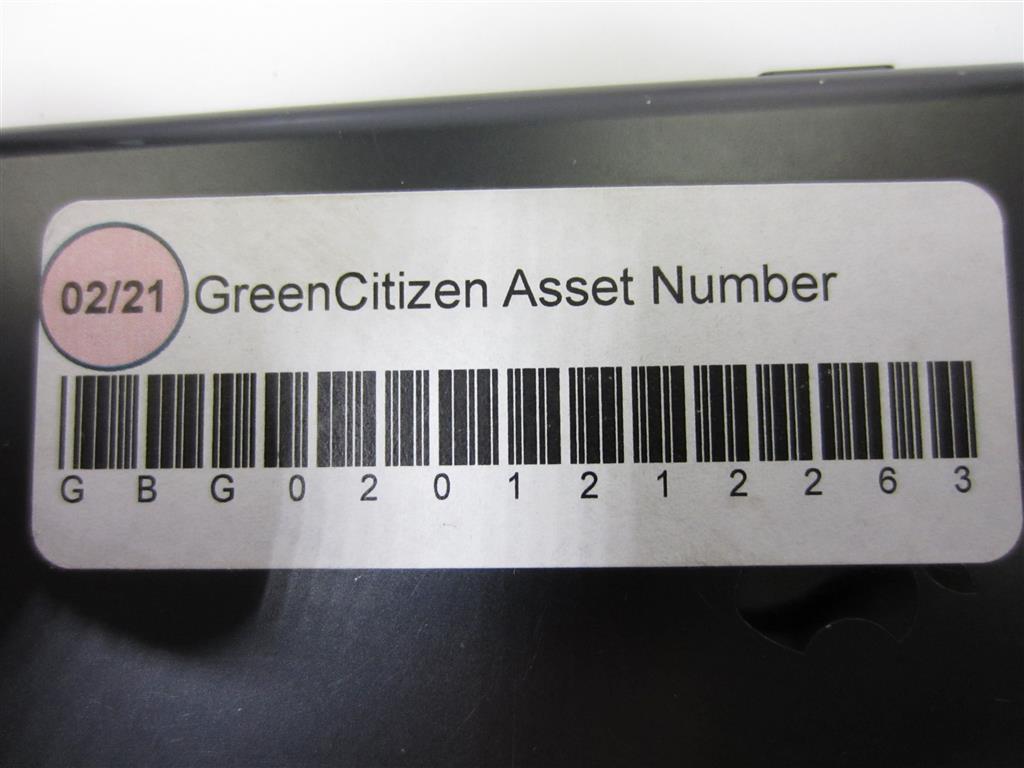 02/21 GreenCitizen Asset Number
G B G 0 2 0 1 2 1 2 2 6 3